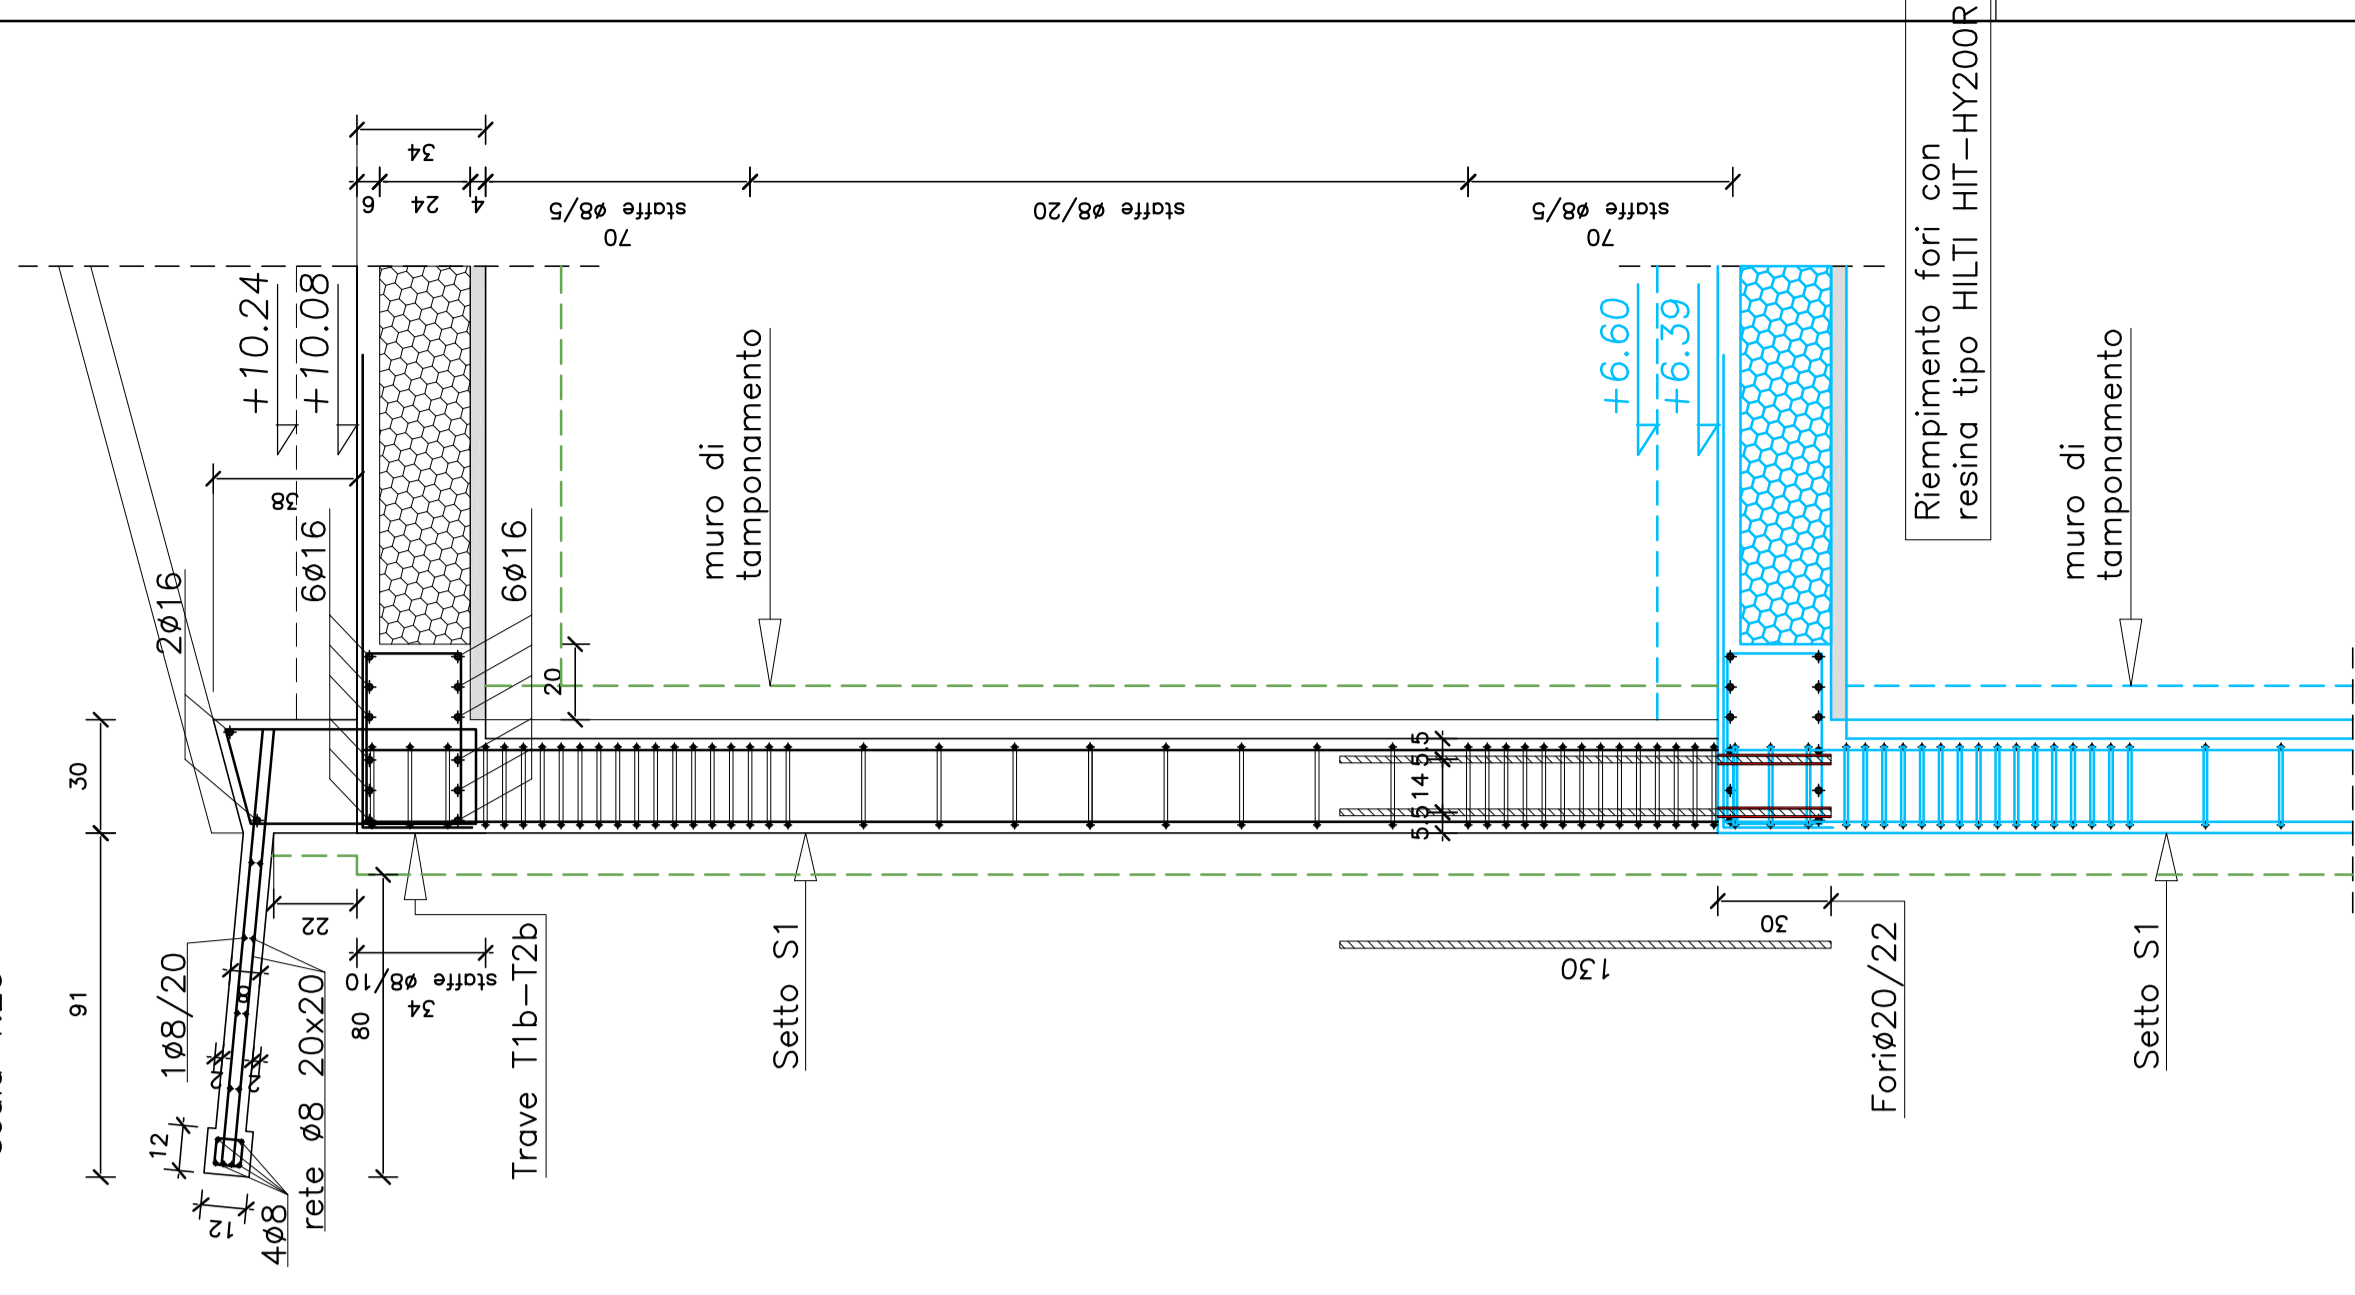 34
6
24
4
staffe ø8/5
70
staffe ø8/20
staffe ø8/5
70
+10.24
+10.08
38
2ø16
6ø16
6ø16
20
muro di
tamponamento
+6.60
+6.39
Riempimento fori con
resina tipo HILTI HIT-HY200R
muro di
tamponamento
30
91
5.5
14
5.5
22
1ø8/20
8
2
2
12
12
4ø8
rete ø8 20x20
staffe ø8/10
34
80
Trave T1b-T2b
Setto S1
130
30
Foriø20/22
Setto S1